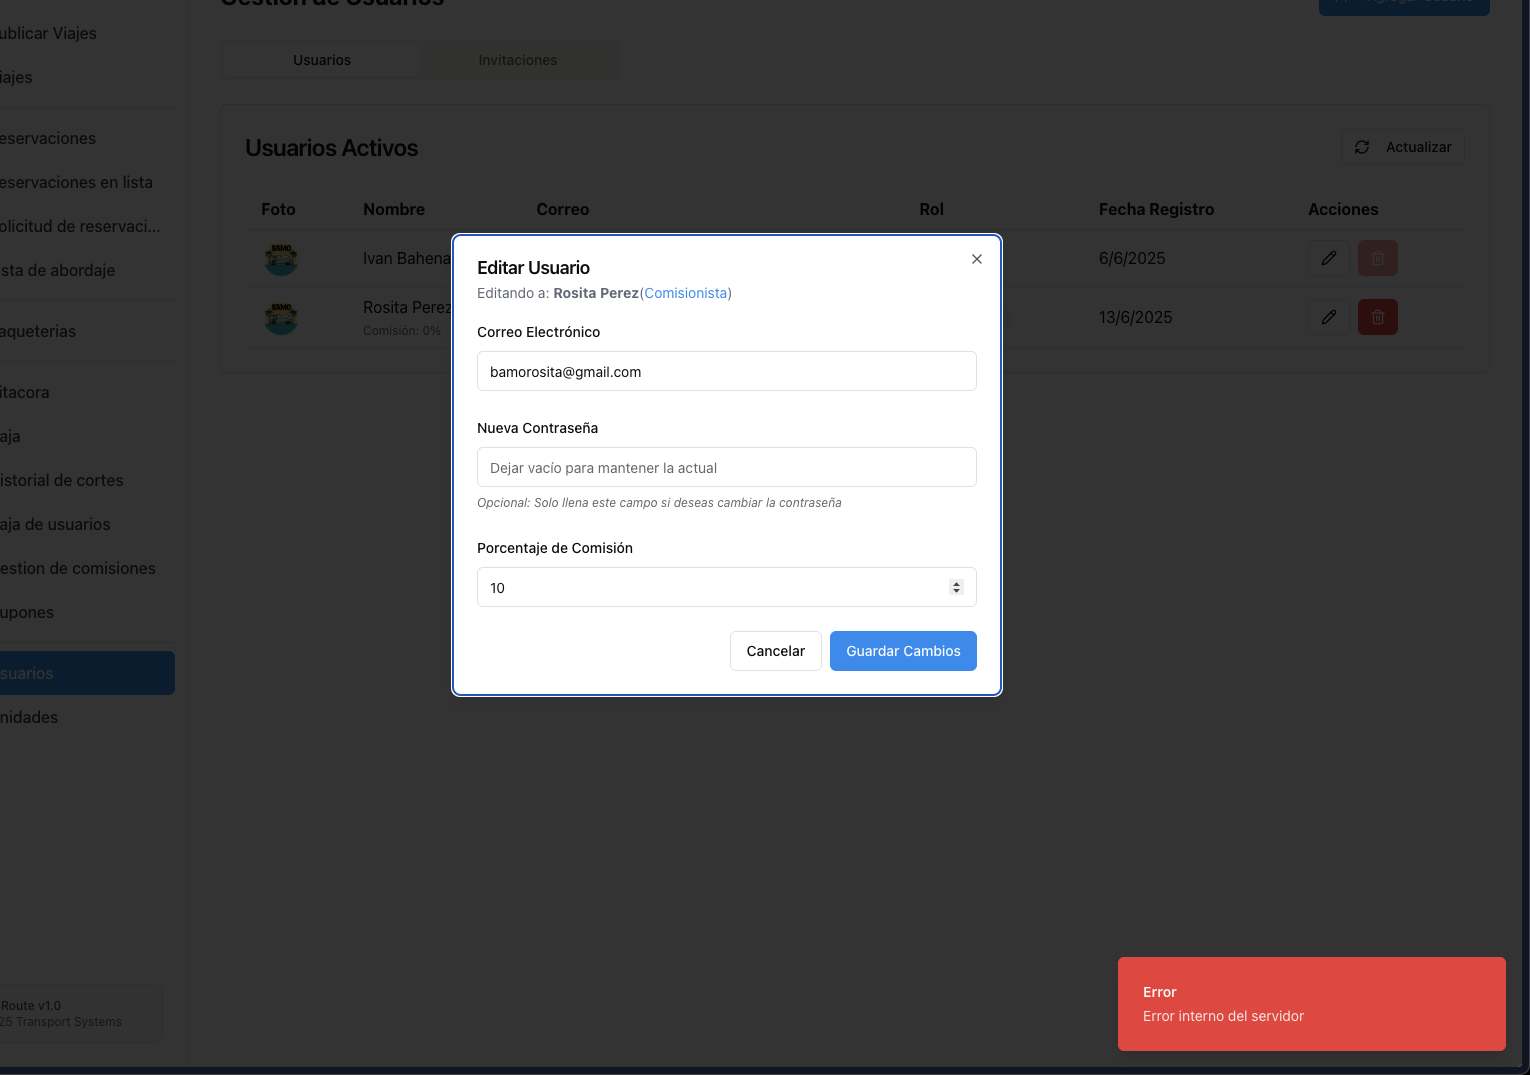 Gestión de Usuarios
Agregar Usuario
ublicar Viajes
iajes
eservaciones
eservaciones en lista
olicitud de reservaci...
sta de abordaje
aqueterias
itacora
aja
istorial de cortes
aja de usuarios
estion de comisiones
upones
suarios
nidades
Route v1.0
25 Transport Systems
Usuarios
Invitaciones
Usuarios Activos
Actualizar
Foto Nombre Correo Rol Fecha Registro Acciones
Ivan Bahena 6/6/2025
Rosita Perez 13/6/2025
Comisión: 0%
Editar Usuario
Editando a: Rosita Perez(Comisionista)
Correo Electrónico
bamorosita@gmail.com
Nueva Contraseña
Dejar vacío para mantener la actual
Opcional: Solo llena este campo si deseas cambiar la contraseña
Porcentaje de Comisión
10
Cancelar
Guardar Cambios
Error
Error interno del servidor